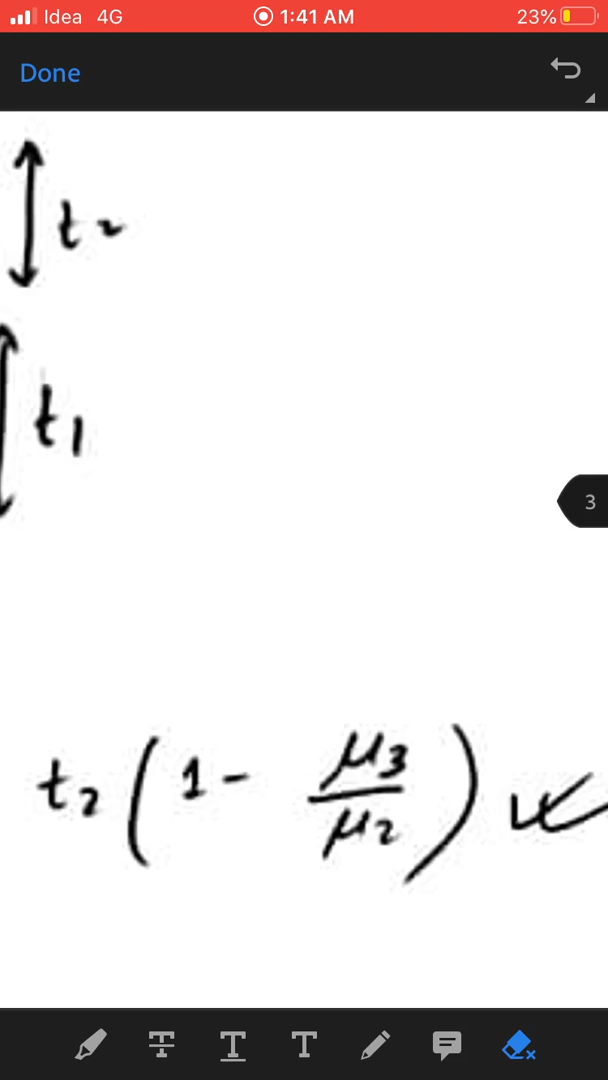 Idea 4G 1:41 AM 23%
Done
t₂
t₁
3
t₂ (1 - μ₃/μ₂)